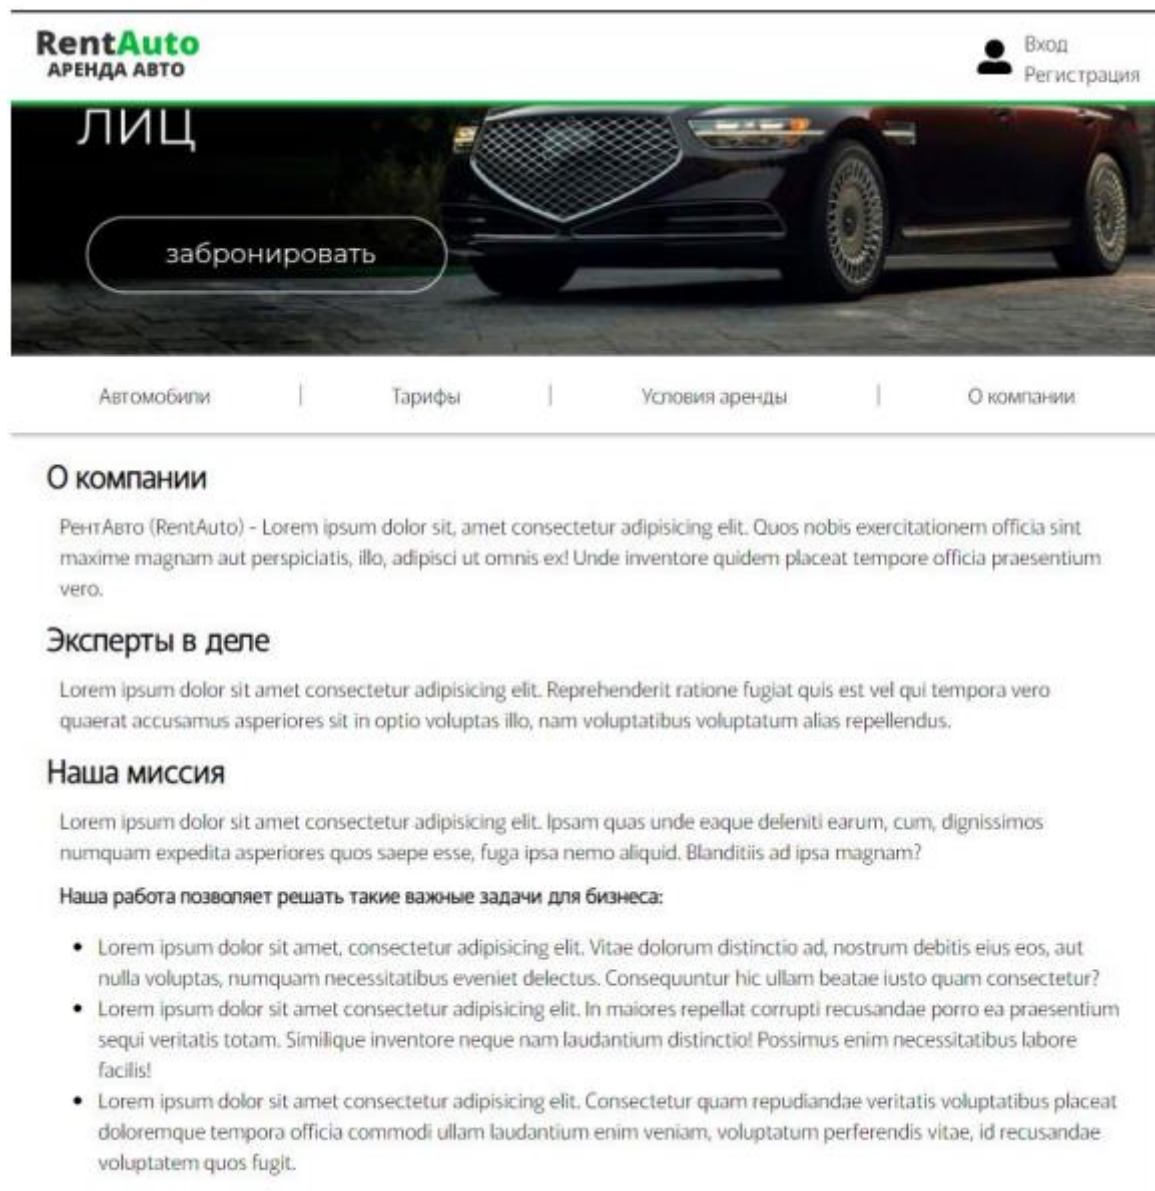 RentAuto
АРЕНДА АВТО
Вход
Регистрация
ЛИЦ
забронировать
Автомобили | Тарифы | Условия аренды | О компании
О компании
РентАвто (RentAuto) - Lorem ipsum dolor sit, amet consectetur adipisicing elit. Quos nobis exercitationem officia sint
maxime magnam aut perspiciatis, illo, adipisci ut omnis ex! Unde inventore quidem placeat tempore officia praesentium
vero.
Эксперты в деле
Lorem ipsum dolor sit amet consectetur adipisicing elit. Reprehenderit ratione fugiat quis est vel qui tempora vero
quaerat accusamus asperiores sit in optio voluptas illo, nam voluptatibus voluptatum alias repellendus.
Наша миссия
Lorem ipsum dolor sit amet consectetur adipisicing elit. Ipsam quas unde eaque deleniti earum, cum, dignissimos
numquam expedita asperiores quos saepe esse, fuga ipsa nemo aliquid. Blanditiis ad ipsa magnam?
Наша работа позволяет решать такие важные задачи для бизнеса:
• Lorem ipsum dolor sit amet, consectetur adipisicing elit. Vitae dolorum distinctio ad, nostrum debitis eius eos, aut
nulla voluptas, numquam necessitatibus eveniet delectus. Consequuntur hic ullam beatae iusto quam consectetur?
• Lorem ipsum dolor sit amet consectetur adipisicing elit. In maiores repellat corrupti recusandae porro ea praesentium
sequi veritatis totam. Similique inventore neque nam laudantium distinctio! Possimus enim necessitatibus labore
facilis!
• Lorem ipsum dolor sit amet consectetur adipisicing elit. Consectetur quam repudiandae veritatis voluptatibus placeat
doloremque tempora officia commodi ullam laudantium enim veniam, voluptatum perferendis vitae, id recusandae
voluptatem quos fugit.